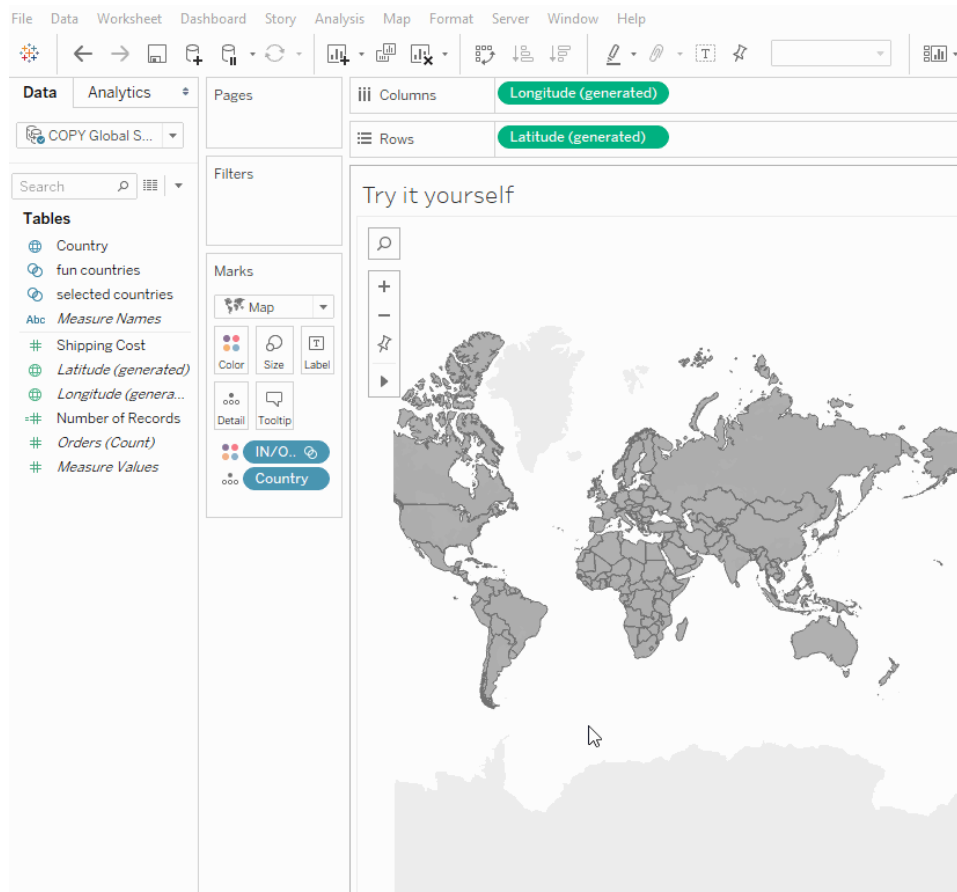 File Data Worksheet Dashboard Story Analysis Map Format Server Window Help
Data Analytics
COPY Global S...
Search
Tables
Country
fun countries
selected countries
Abc Measure Names
Shipping Cost
Latitude (generated)
Longitude (genera...
Number of Records
Orders (Count)
Measure Values
Pages
Filters
Marks
Map
Color Size Label
Detail Tooltip
IN/O..
Country
Columns Longitude (generated)
Rows Latitude (generated)
Try it yourself